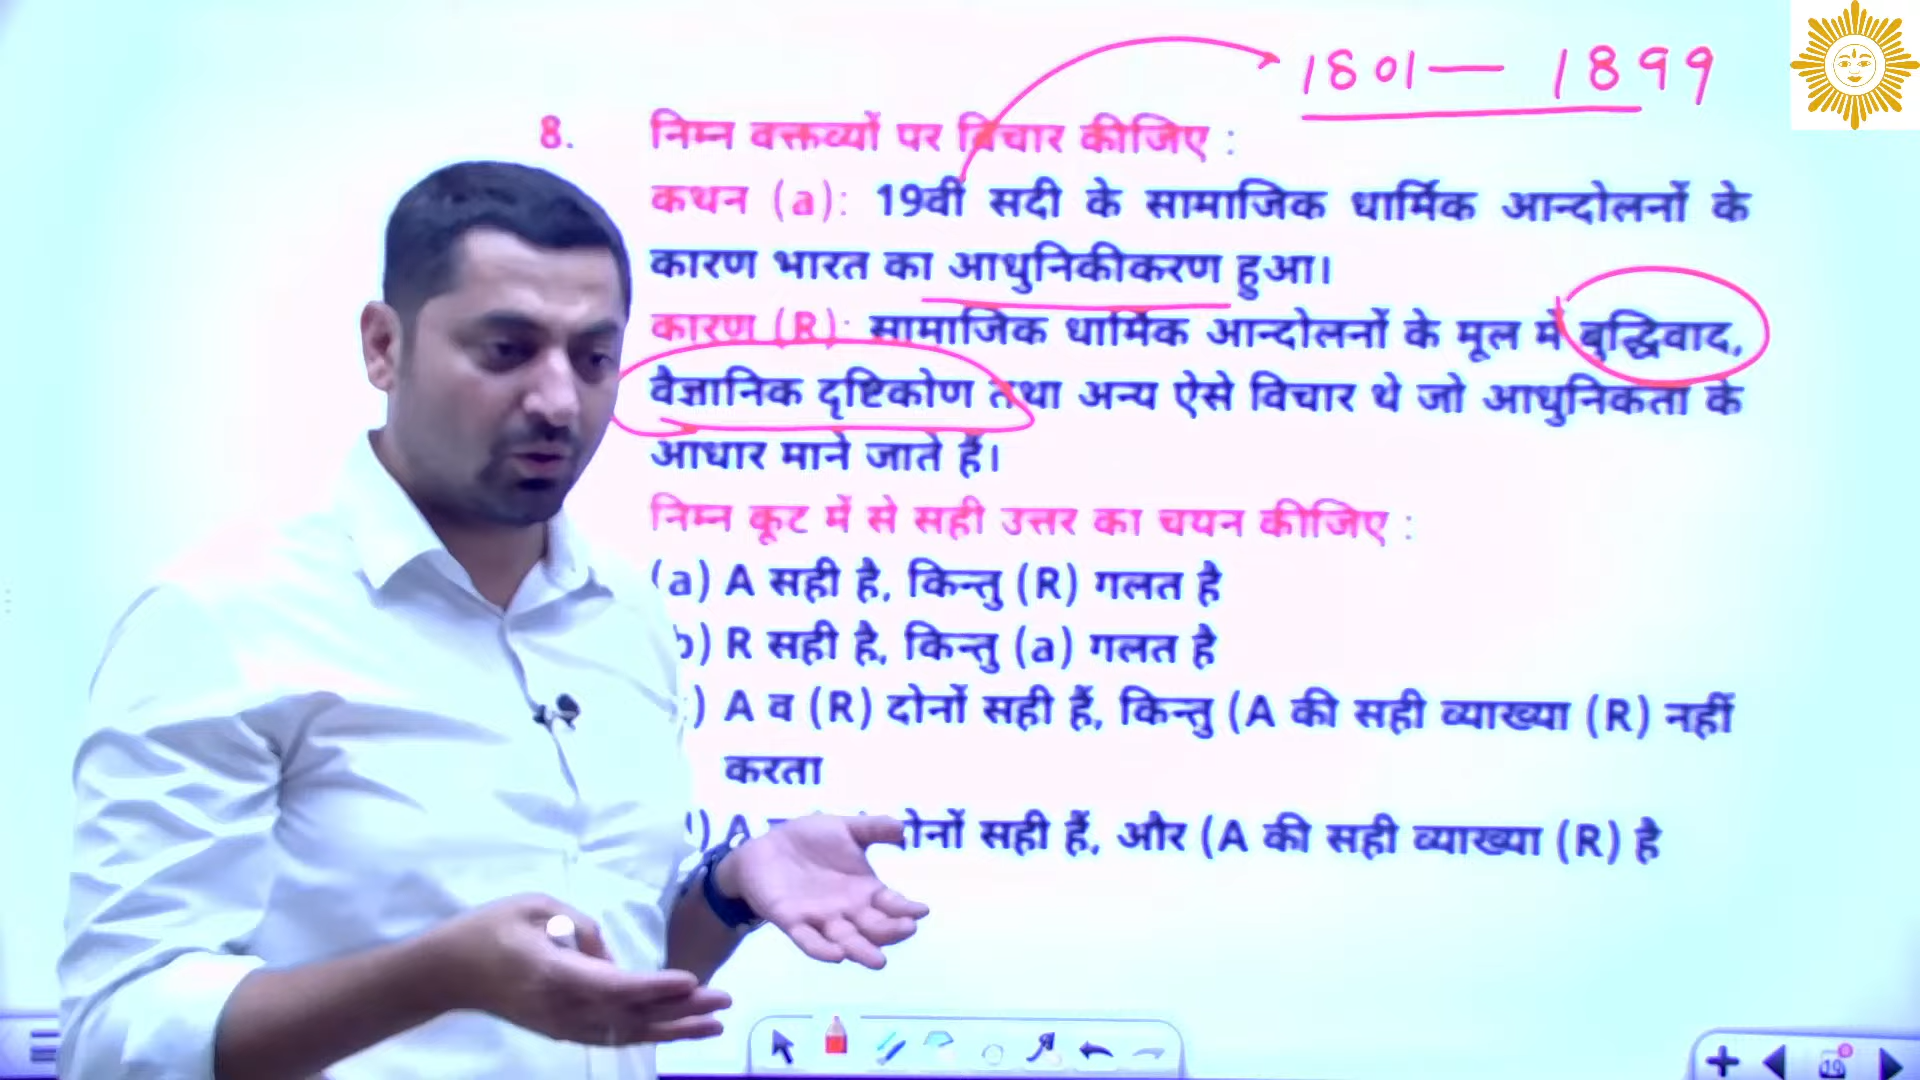 1801 — 1899
8. निम्न वक्तव्यों पर विचार कीजिए :
कथन (a): 19वी सदी के सामाजिक धार्मिक आन्दोलनों के
कारण भारत का आधुनिकीकरण हुआ।
कारण (R): सामाजिक धार्मिक आन्दोलनों के मूल में बुद्धिवाद,
वैज्ञानिक दृष्टिकोण तथा अन्य ऐसे विचार थे जो आधुनिकता के
आधार माने जाते हैं।
निम्न कूट में से सही उत्तर का चयन कीजिए :
(a) A सही है, किन्तु (R) गलत है
b) R सही है, किन्तु (a) गलत है
) A व (R) दोनों सही हैं, किन्तु (A की सही व्याख्या (R) नहीं
करता
) A दोनों सही हैं, और (A की सही व्याख्या (R) है
19